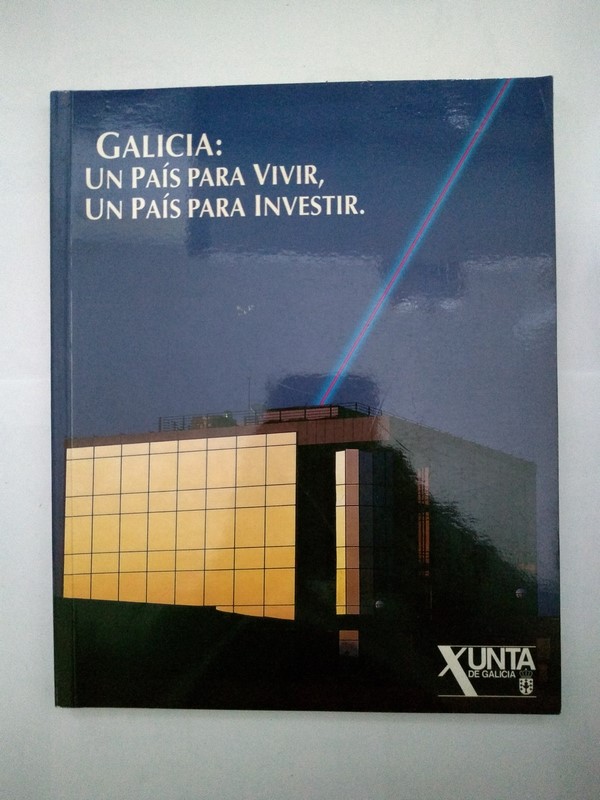 GALICIA:
UN PAÍS PARA VIVIR,
UN PAÍS PARA INVESTIR.
XUNTA
DE GALICIA